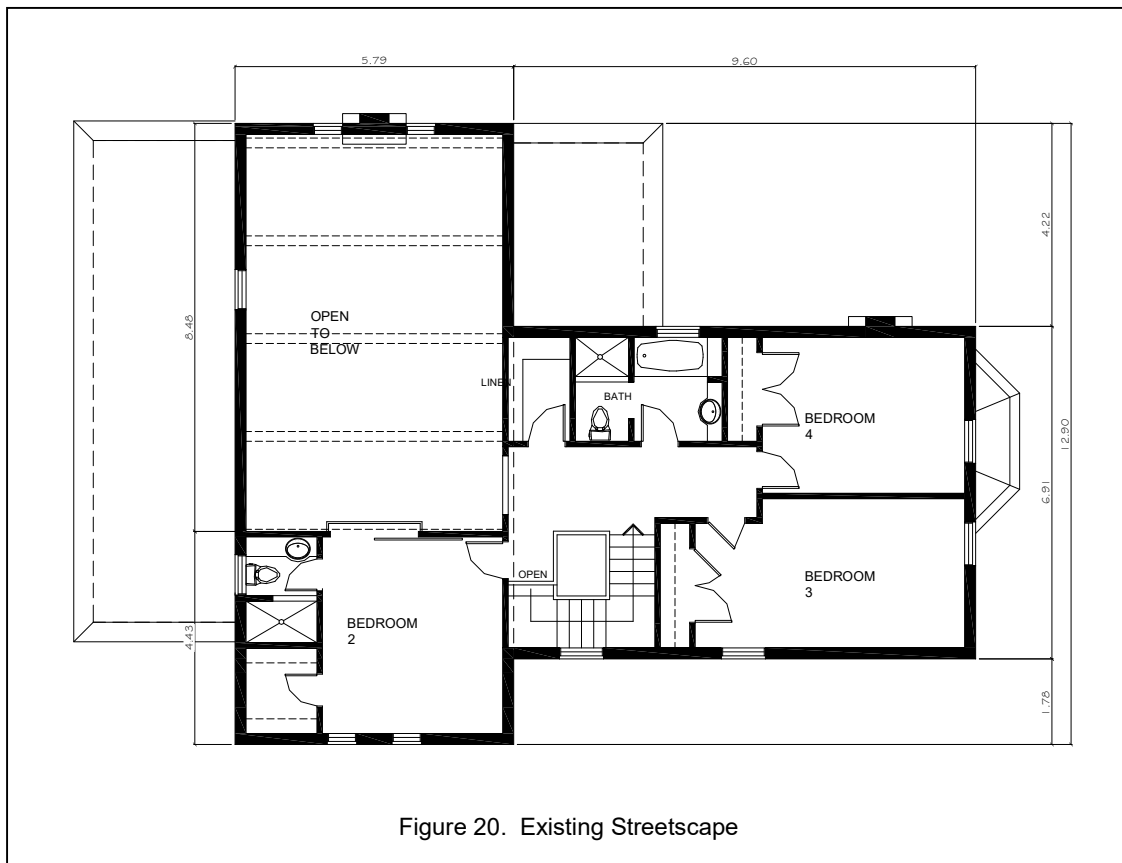 5.79
9.60
4.22
8.48
OPEN
TO
BELOW
LINEN
BATH
BEDROOM
4
12.90
6.91
OPEN
BEDROOM
3
BEDROOM
2
4.43
1.78
Figure 20. Existing Streetscape